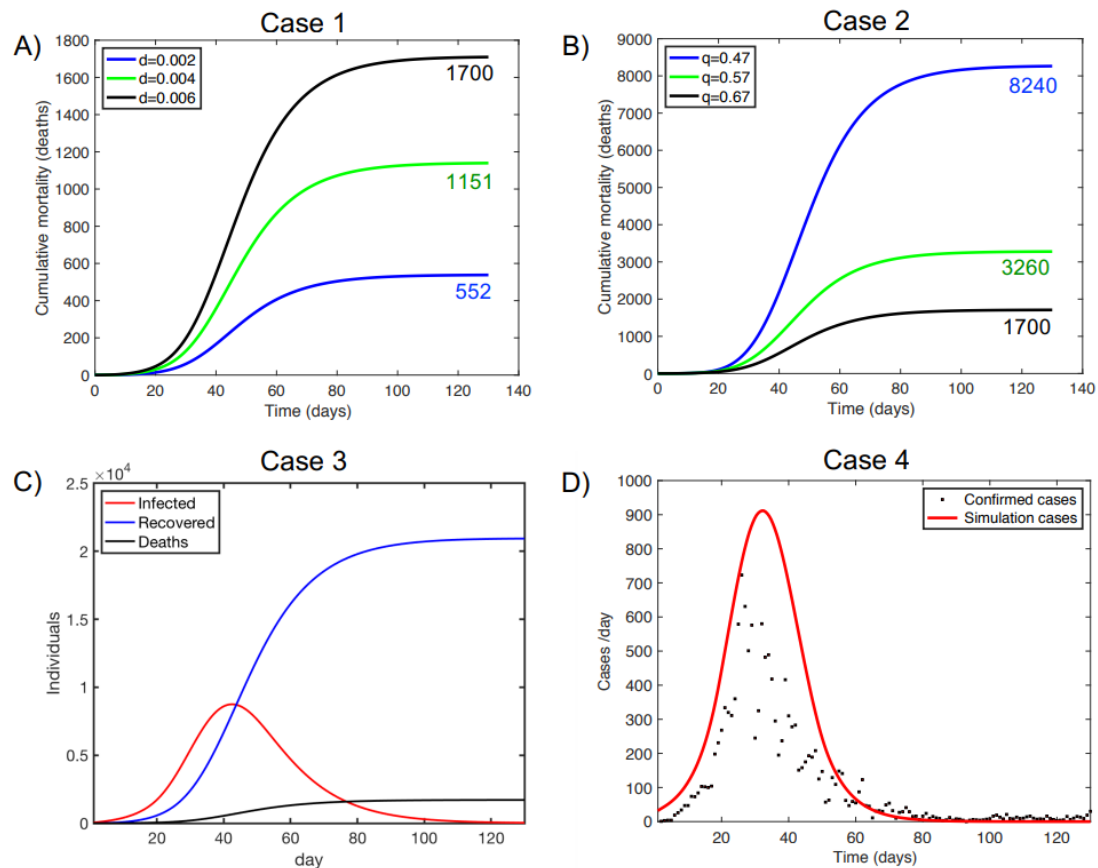 Case 1
A)
1800
1600
1400
1200
1000
800
600
400
200
0
Cumulative mortality (deaths)
d=0.002
d=0.004
d=0.006
1700
1151
552
0 20 40 60 80 100 120 140
Time (days)
Case 2
B)
9000
8000
7000
6000
5000
4000
3000
2000
1000
0
Cumulative mortality (deaths)
q=0.47
q=0.57
q=0.67
8240
3260
1700
0 20 40 60 80 100 120 140
Time (days)
Case 3
C)
×10⁴
2.5
2
1.5
1
0.5
0
Individuals
Infected
Recovered
Deaths
20 40 60 80 100 120
day
Case 4
D)
1000
900
800
700
600
500
400
300
200
100
0
Cases /day
Confirmed cases
Simulation cases
20 40 60 80 100 120
Time (days)